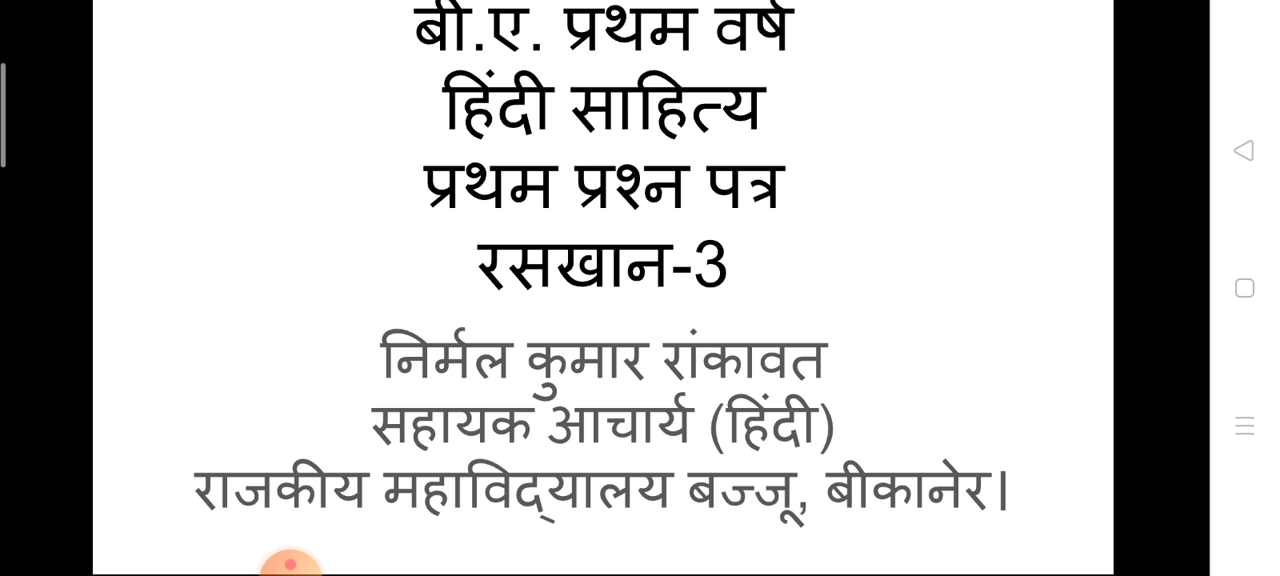 बी.ए. प्रथम वर्ष
हिंदी साहित्य
प्रथम प्रश्न पत्र
रसखान-3
निर्मल कुमार रांकावत
सहायक आचार्य (हिंदी)
राजकीय महाविद्यालय बज्जू, बीकानेर।